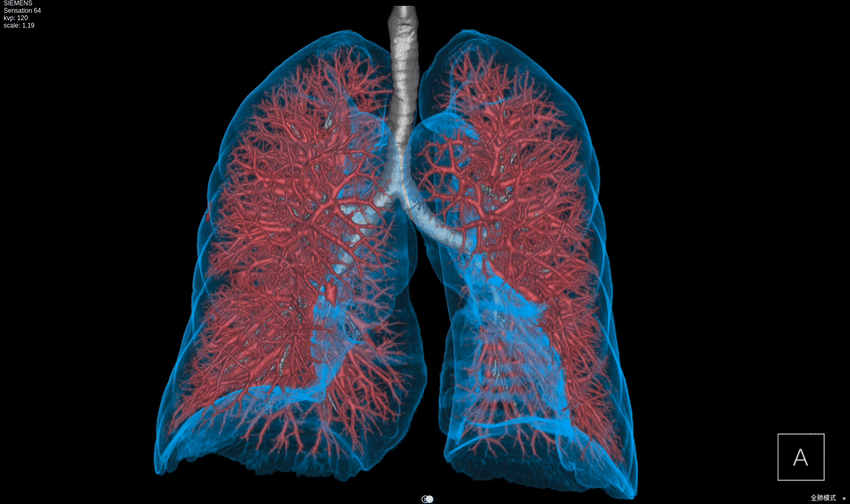 SIEMENS
Sensation 64
kvp: 120
scale: 1.19
A
全肺模式